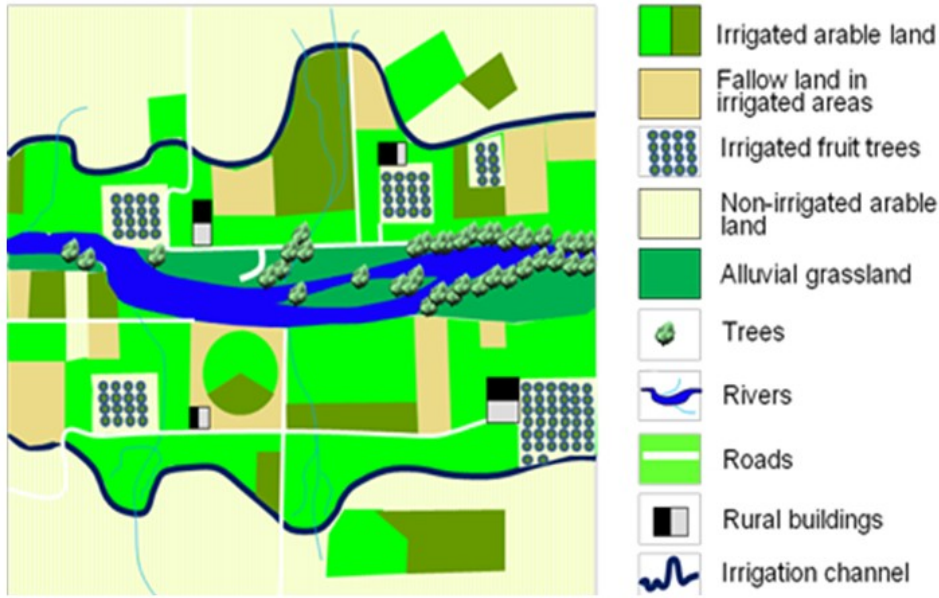 Irrigated arable land
Fallow land in
irrigated areas
Irrigated fruit trees
Non-irrigated arable
land
Alluvial grassland
Trees
Rivers
Roads
Rural buildings
Irrigation channel